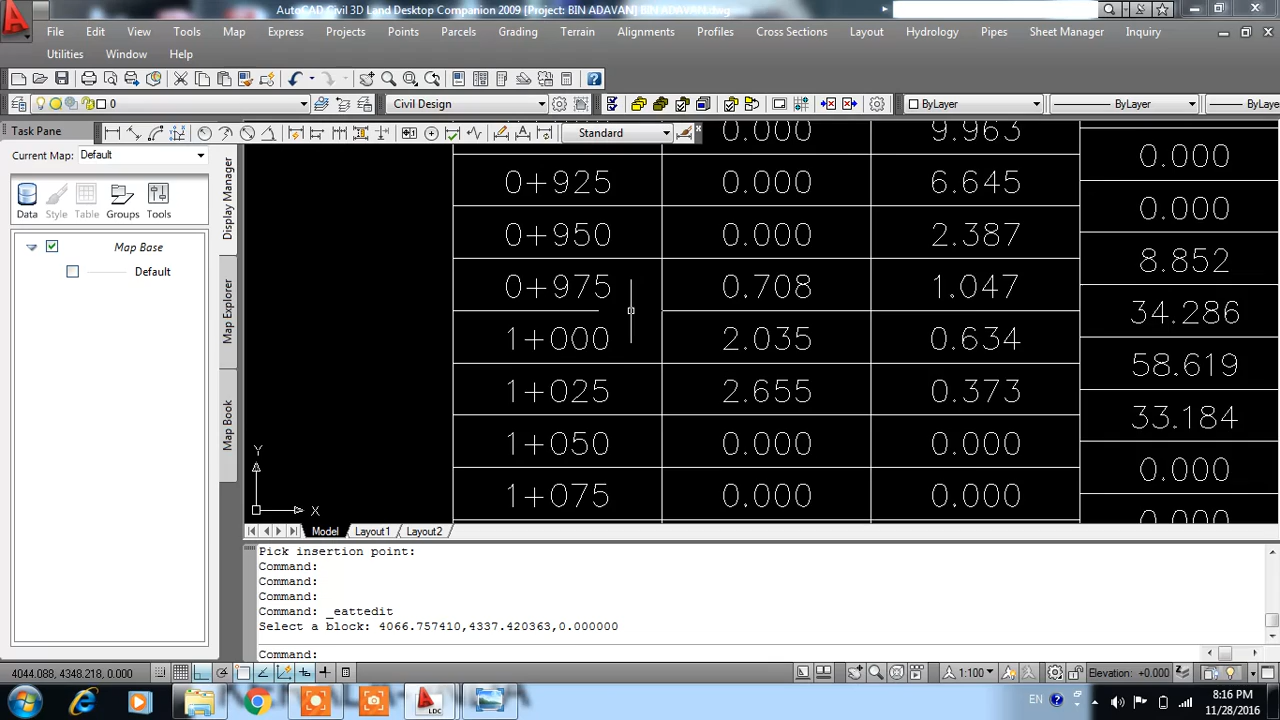 AutoCAD Civil 3D Land Desktop Companion 2009 [Project: BIN ADAVAN] BIN ADAVAN.dwg
File Edit View Tools Map Express Projects Points Parcels Grading Terrain Alignments Profiles Cross Sections Layout Hydrology Pipes Sheet Manager Inquiry
Utilities Window Help
0 Civil Design ByLayer ByLayer ByLayer
Task Pane Standard
Current Map: Default
Data Style Table Groups Tools
Map Base
Default
Display Manager
Map Explorer
Map Book
0.000 9.963
0.000
0+925 0.000 6.645
0.000
0+950 0.000 2.387
8.852
0+975 0.708 1.047
34.286
1+000 2.035 0.634
58.619
1+025 2.655 0.373
33.184
1+050 0.000 0.000
0.000
1+075 0.000 0.000
0.000
Y
X
Model Layout1 Layout2
Pick insertion point:
Command:
Command:
Command:
Command: _eattedit
Select a block: 4066.757410,4337.420363,0.000000
Command:
4044.088, 4348.218, 0.000 1:100 Elevation: +0.000
LDC EN 8:16 PM
11/28/2016